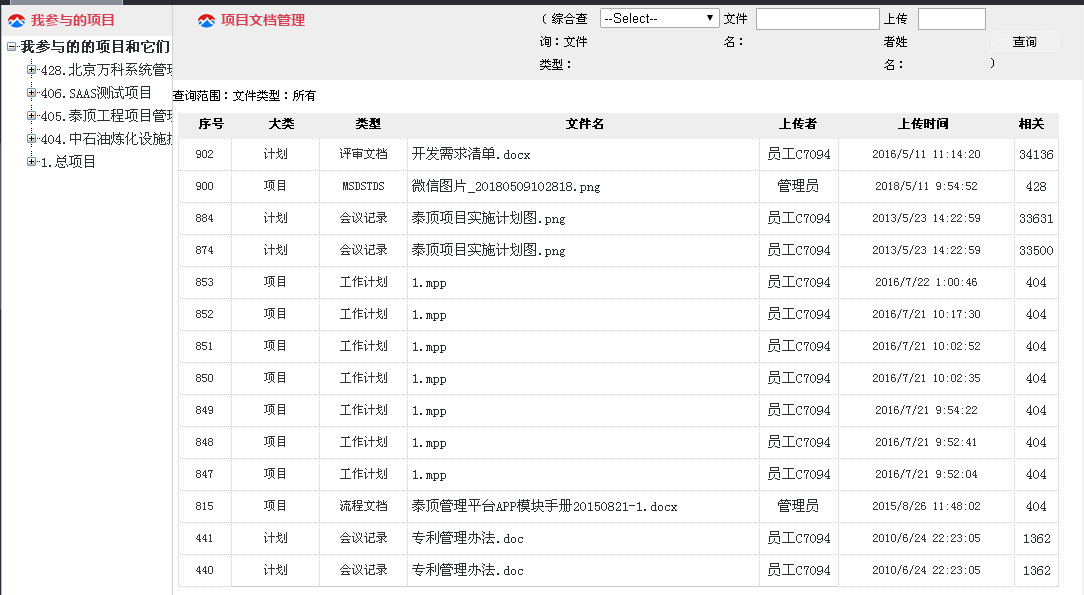 我参与的项目
我参与的的项目和它们
428.北京万科系统管理
406.SAAS测试项目
405.泰顶工程项目管理
404.中石油炼化设施
1.总项目
项目文档管理
（ 综合查询：文件类型： --Select-- 文件名： 上传者姓名： ） 查询
查询范围：文件类型：所有
序号 大类 类型 文件名 上传者 上传时间 相关
902 计划 评审文档 开发需求清单.docx 员工C7094 2016/5/11 11:14:20 34136
900 项目 MSDSTDS 微信图片_20180509102818.png 管理员 2018/5/11 9:54:52 428
884 计划 会议记录 泰顶项目实施计划图.png 员工C7094 2013/5/23 14:22:59 33631
874 计划 会议记录 泰顶项目实施计划图.png 员工C7094 2013/5/23 14:22:59 33500
853 项目 工作计划 1.mpp 员工C7094 2016/7/22 1:00:46 404
852 项目 工作计划 1.mpp 员工C7094 2016/7/21 10:17:30 404
851 项目 工作计划 1.mpp 员工C7094 2016/7/21 10:02:52 404
850 项目 工作计划 1.mpp 员工C7094 2016/7/21 10:02:35 404
849 项目 工作计划 1.mpp 员工C7094 2016/7/21 9:54:22 404
848 项目 工作计划 1.mpp 员工C7094 2016/7/21 9:52:41 404
847 项目 工作计划 1.mpp 员工C7094 2016/7/21 9:52:04 404
815 项目 流程文档 泰顶管理平台APP模块手册20150821-1.docx 管理员 2015/8/26 11:48:02 404
441 计划 会议记录 专利管理办法.doc 员工C7094 2010/6/24 22:23:05 1362
440 计划 会议记录 专利管理办法.doc 员工C7094 2010/6/24 22:23:05 1362